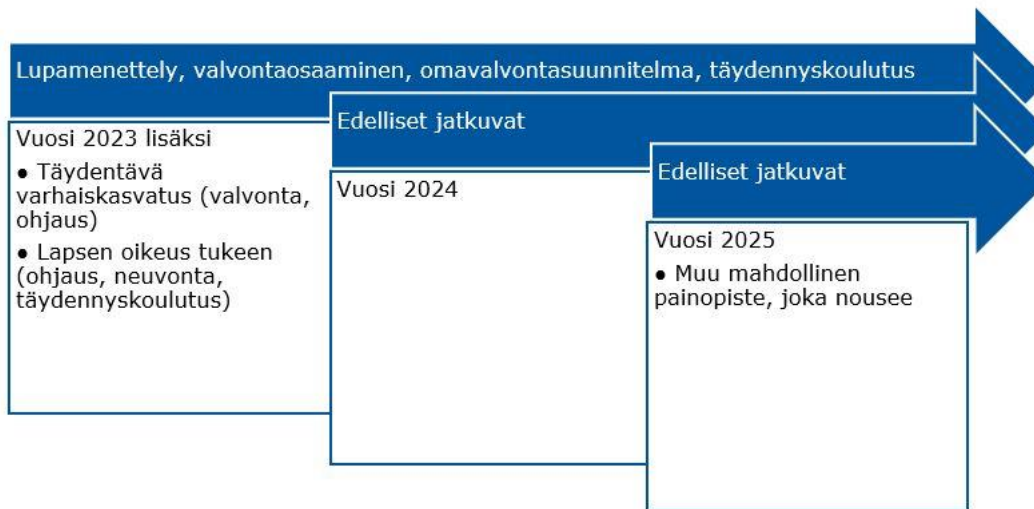 Lupamenettely, valvontaosaaminen, omavalvontasuunnitelma, täydennyskoulutus
Vuosi 2023 lisäksi
● Täydentävä
varhaiskasvatus (valvonta,
ohjaus)
● Lapsen oikeus tukeen
(ohjaus, neuvonta,
täydennyskoulutus)
Edelliset jatkuvat
Vuosi 2024
Edelliset jatkuvat
Vuosi 2025
● Muu mahdollinen
painopiste, joka nousee